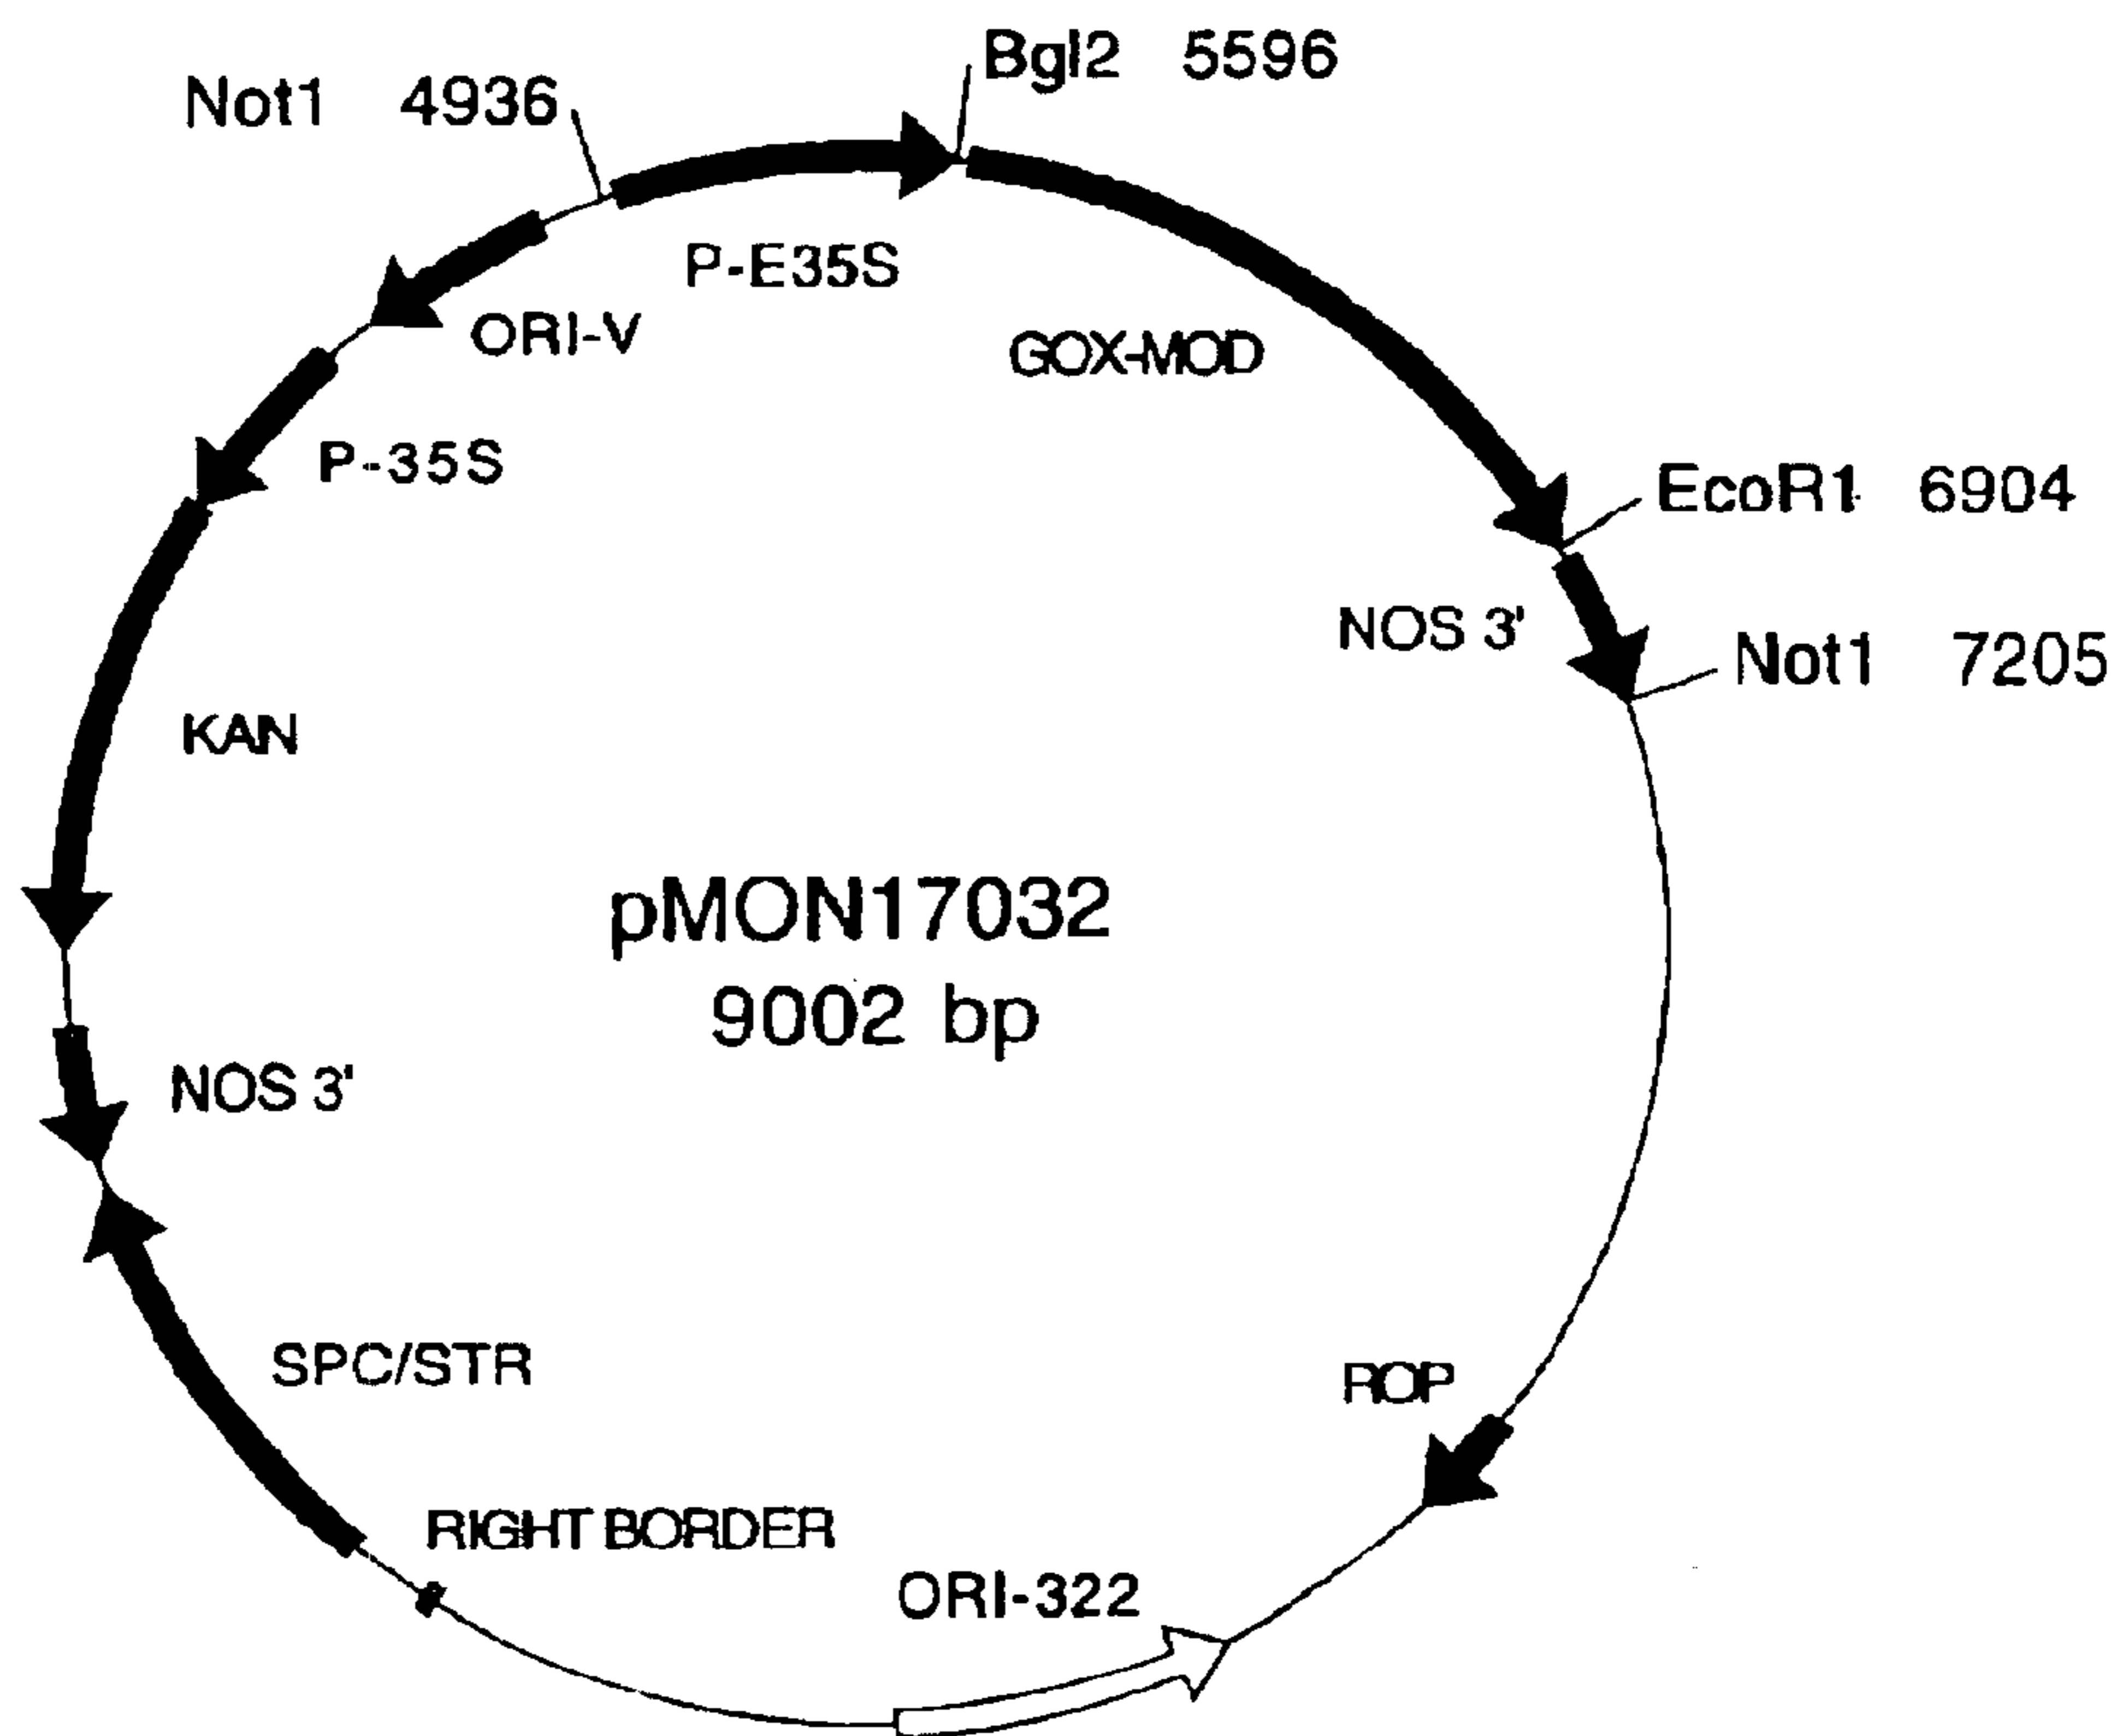 Bgl2 5596
Not1 4936
P-E35S
ORI-V
GOX-MOD
P-35S
EcoR1 6904
NOS 3'
Not1 7205
KAN
pMON17032
9002 bp
NOS 3'
SPC/STR
ROP
RIGHT BORDER
ORI-322